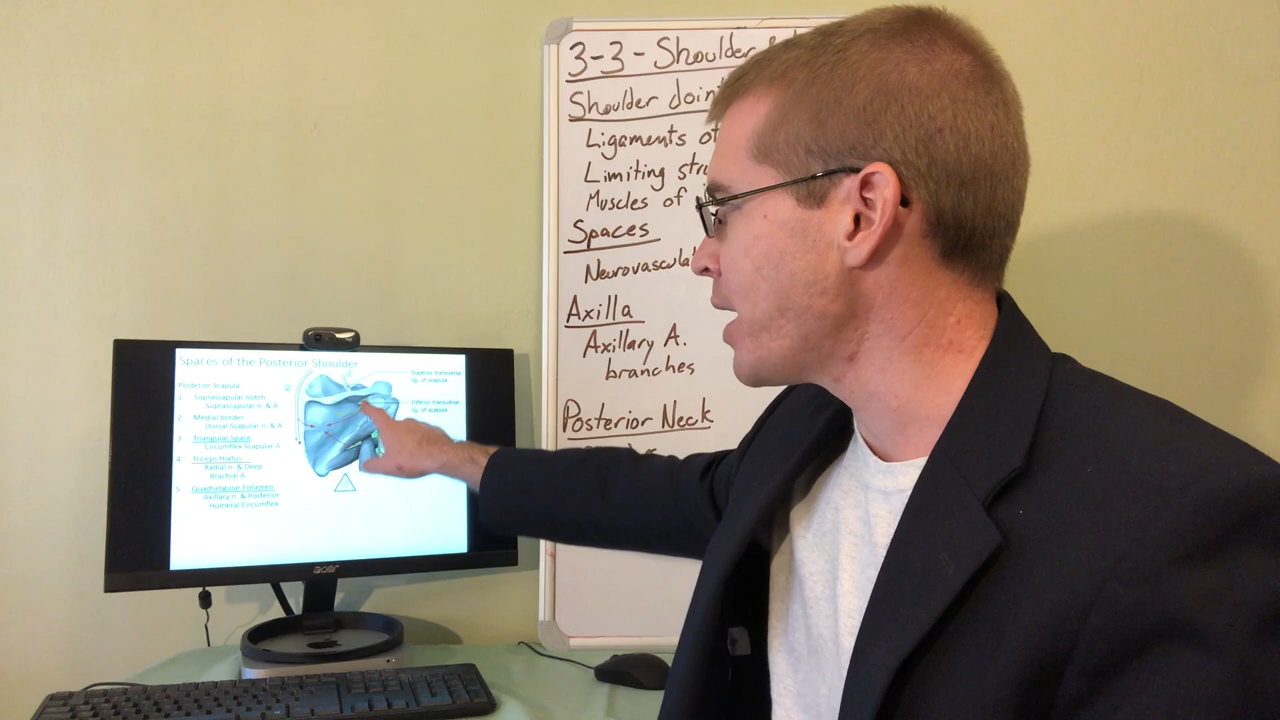 3-3-Shoulder &
Shoulder Join
Ligaments of
Limiting str
Muscles of
Spaces
Neurovascula
Axilla
Axillary A.
branches
Posterior Neck
Spaces of the Posterior Shoulder
Posterior Scapula
1 Suprascapular notch
Suprascapular n. & A
2 Medial border
Dorsal Scapular n. & A
3 Triangular Space
Circumflex Scapular A
4 Triceps Hiatus
Radial n. & Deep
Brachial A
5 Quadrangular Foramen
Axillary n. & Posterior
Humeral Circumflex
Superior transverse
lig. of scapula
Inferior transverse
lig. of scapula
acer